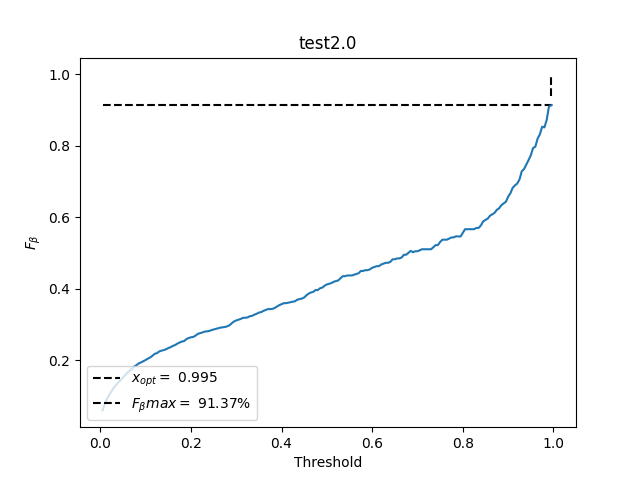 test2.0
1.0
0.8
0.6
0.4
0.2
F_β
x_opt = 0.995
F_β max = 91.37%
0.0 0.2 0.4 0.6 0.8 1.0
Threshold